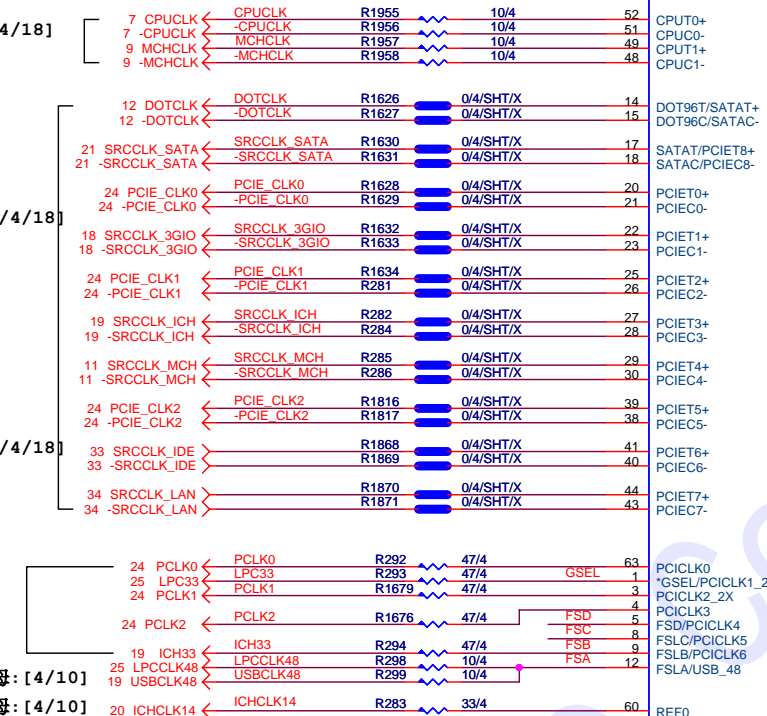 4/18]
7 CPUCLK CPUCLK R1955 10/4 52 CPUT0+
7 -CPUCLK -CPUCLK R1956 10/4 51 CPUC0-
9 MCHCLK MCHCLK R1957 10/4 49 CPUT1+
9 -MCHCLK -MCHCLK R1958 10/4 48 CPUC1-
12 DOTCLK DOTCLK R1626 0/4/SHT/X 14 DOT96T/SATAT+
12 -DOTCLK -DOTCLK R1627 0/4/SHT/X 15 DOT96C/SATAC-
21 SRCCLK_SATA SRCCLK_SATA R1630 0/4/SHT/X 17 SATAT/PCIET8+
21 -SRCCLK_SATA -SRCCLK_SATA R1631 0/4/SHT/X 18 SATAC/PCIEC8-
24 PCIE_CLK0 PCIE_CLK0 R1628 0/4/SHT/X 20 PCIET0+
24 -PCIE_CLK0 -PCIE_CLK0 R1629 0/4/SHT/X 21 PCIEC0-
/4/18]
18 SRCCLK_3GIO SRCCLK_3GIO R1632 0/4/SHT/X 22 PCIET1+
18 -SRCCLK_3GIO -SRCCLK_3GIO R1633 0/4/SHT/X 23 PCIEC1-
24 PCIE_CLK1 PCIE_CLK1 R1634 0/4/SHT/X 25 PCIET2+
24 -PCIE_CLK1 -PCIE_CLK1 R281 0/4/SHT/X 26 PCIEC2-
19 SRCCLK_ICH SRCCLK_ICH R282 0/4/SHT/X 27 PCIET3+
19 -SRCCLK_ICH -SRCCLK_ICH R284 0/4/SHT/X 28 PCIEC3-
11 SRCCLK_MCH SRCCLK_MCH R285 0/4/SHT/X 29 PCIET4+
11 -SRCCLK_MCH -SRCCLK_MCH R286 0/4/SHT/X 30 PCIEC4-
24 PCIE_CLK2 PCIE_CLK2 R1816 0/4/SHT/X 39 PCIET5+
24 -PCIE_CLK2 -PCIE_CLK2 R1817 0/4/SHT/X 38 PCIEC5-
/4/18]
33 SRCCLK_IDE R1868 0/4/SHT/X 41 PCIET6+
33 -SRCCLK_IDE R1869 0/4/SHT/X 40 PCIEC6-
34 SRCCLK_LAN R1870 0/4/SHT/X 44 PCIET7+
34 -SRCCLK_LAN R1871 0/4/SHT/X 43 PCIEC7-
24 PCLK0 PCLK0 R292 47/4 63 PCICLK0
25 LPC33 LPC33 R293 47/4 GSEL 1 *GSEL/PCICLK1_2
24 PCLK1 PCLK1 R1679 47/4 3 PCICLK2_2X
4 PCICLK3
24 PCLK2 PCLK2 R1676 47/4 FSD 5 FSD/PCICLK4
FSC 8 FSLC/PCICLK5
19 ICH33 ICH33 R294 47/4 FSB 9 FSLB/PCICLK6
25 LPCCLK48 LPCCLK48 R298 10/4 FSA 12 FSLA/USB_48
:[4/10] 19 USBCLK48 USBCLK48 R299 10/4
:[4/10] 20 ICHCLK14 ICHCLK14 R283 33/4 60 REF0